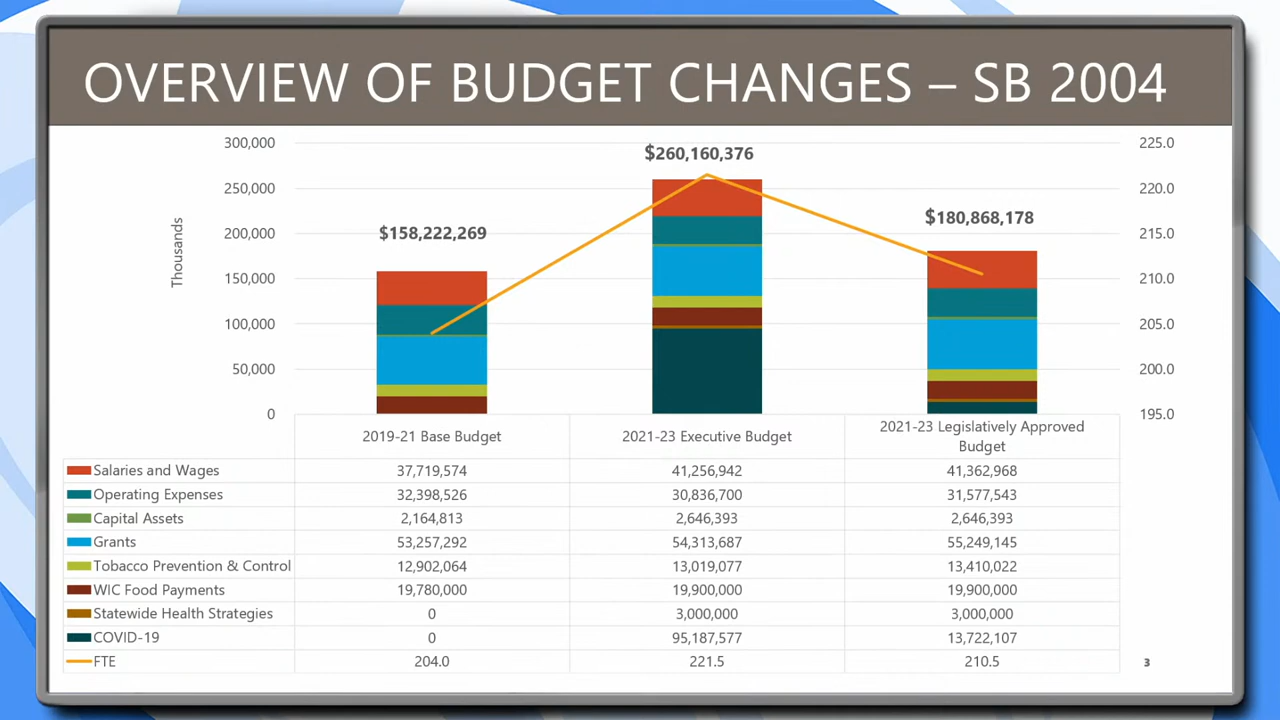 OVERVIEW OF BUDGET CHANGES – SB 2004
300,000
250,000
200,000
150,000
100,000
50,000
0
Thousands
$158,222,269
$260,160,376
$180,868,178
225.0
220.0
215.0
210.0
205.0
200.0
195.0
2019-21 Base Budget
2021-23 Executive Budget
2021-23 Legislatively Approved
Budget
Salaries and Wages 37,719,574 41,256,942 41,362,968
Operating Expenses 32,398,526 30,836,700 31,577,543
Capital Assets 2,164,813 2,646,393 2,646,393
Grants 53,257,292 54,313,687 55,249,145
Tobacco Prevention & Control 12,902,064 13,019,077 13,410,022
WIC Food Payments 19,780,000 19,900,000 19,900,000
Statewide Health Strategies 0 3,000,000 3,000,000
COVID-19 0 95,187,577 13,722,107
FTE 204.0 221.5 210.5
3